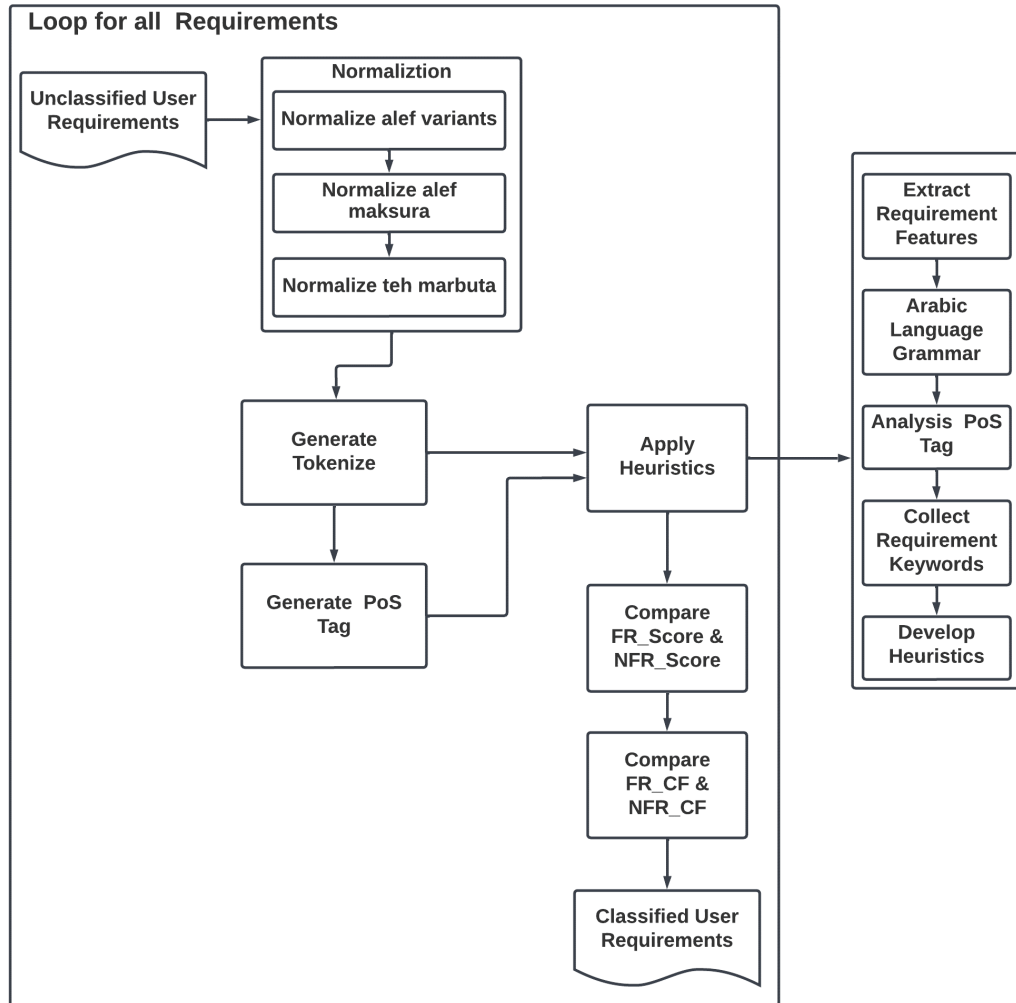 Loop for all Requirements
Unclassified User
Requirements
Normaliztion
Normalize alef variants
Normalize alef
maksura
Normalize teh marbuta
Generate
Tokenize
Generate PoS
Tag
Apply
Heuristics
Compare
FR_Score &
NFR_Score
Compare
FR_CF &
NFR_CF
Classified User
Requirements
Extract
Requirement
Features
Arabic
Language
Grammar
Analysis PoS
Tag
Collect
Requirement
Keywords
Develop
Heuristics